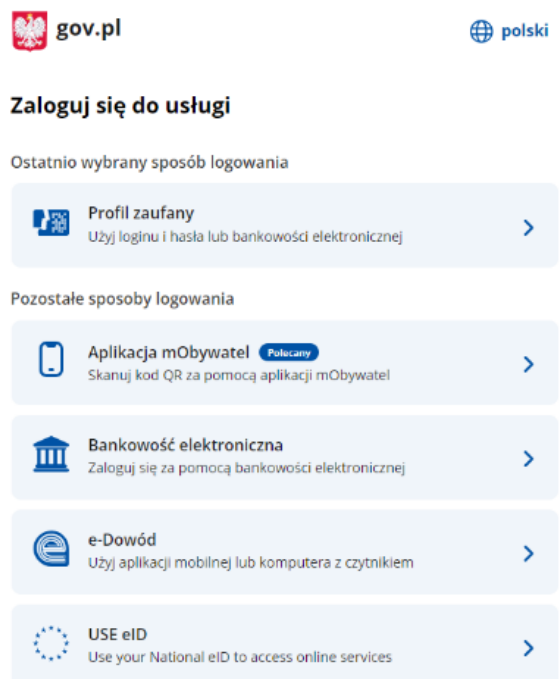 gov.pl
polski
Zaloguj się do usługi
Ostatnio wybrany sposób logowania
Profil zaufany
Użyj loginu i hasła lub bankowości elektronicznej
Pozostałe sposoby logowania
Aplikacja mObywatel Polecany
Skanuj kod QR za pomocą aplikacji mObywatel
Bankowość elektroniczna
Zaloguj się za pomocą bankowości elektronicznej
e-Dowód
Użyj aplikacji mobilnej lub komputera z czytnikiem
USE eID
Use your National eID to access online services